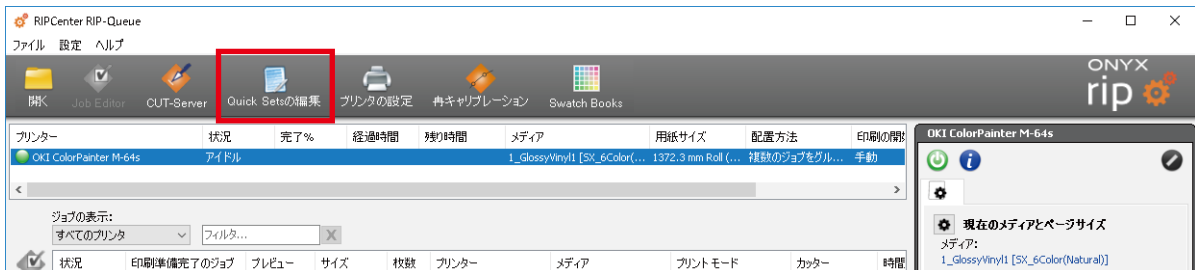 RIPCenter RIP-Queue
ファイル 設定 ヘルプ
開く Job Editor CUT-Server Quick Setsの編集 プリンタの設定 再キャリブレーション Swatch Books
ONYX
rip
プリンター 状況 完了% 経過時間 残り時間 メディア 用紙サイズ 配置方法 印刷の開始
OKI ColorPainter M-64s アイドル 1_GlossyVinyl1 [SX_6Color(... 1372.3 mm Roll (... 複数のジョブをグル... 手動
ジョブの表示:
すべてのプリンタ フィルタ... X
状況 印刷準備完了のジョブ プレビュー サイズ 枚数 プリンター メディア プリントモード カッター 時間
OKI ColorPainter M-64s
現在のメディアとページサイズ
メディア:
1_GlossyVinyl1 [SX_6Color(Natural)]